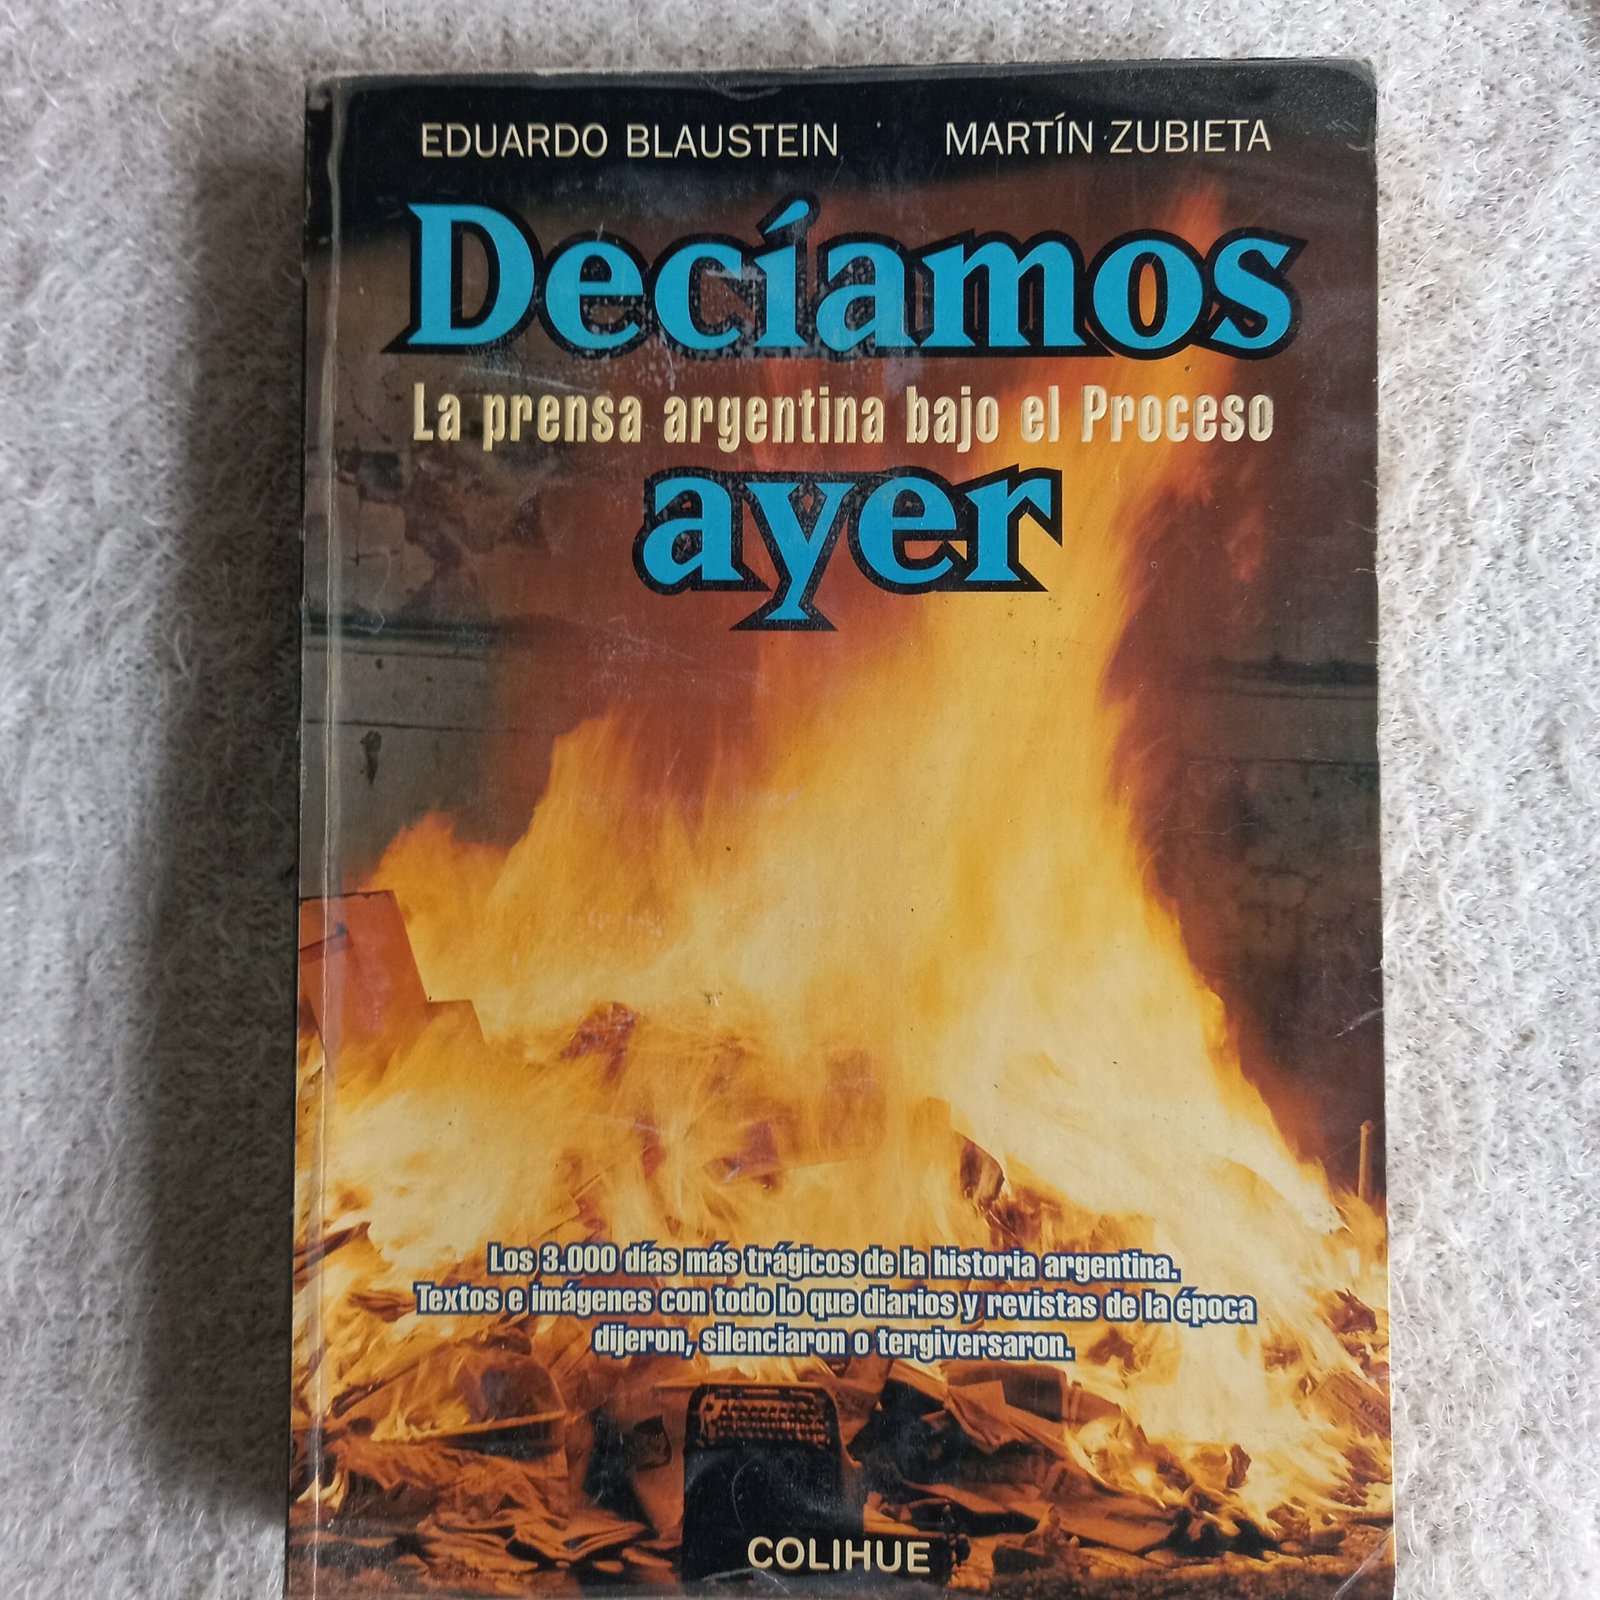 EDUARDO BLAUSTEIN MARTÍN ZUBIETA
Decíamos
La prensa argentina bajo el Proceso
ayer
Los 3.000 días más trágicos de la historia argentina.
Textos e imágenes con todo lo que diarios y revistas de la época
dijeron, silenciaron o tergiversaron.
COLIHUE